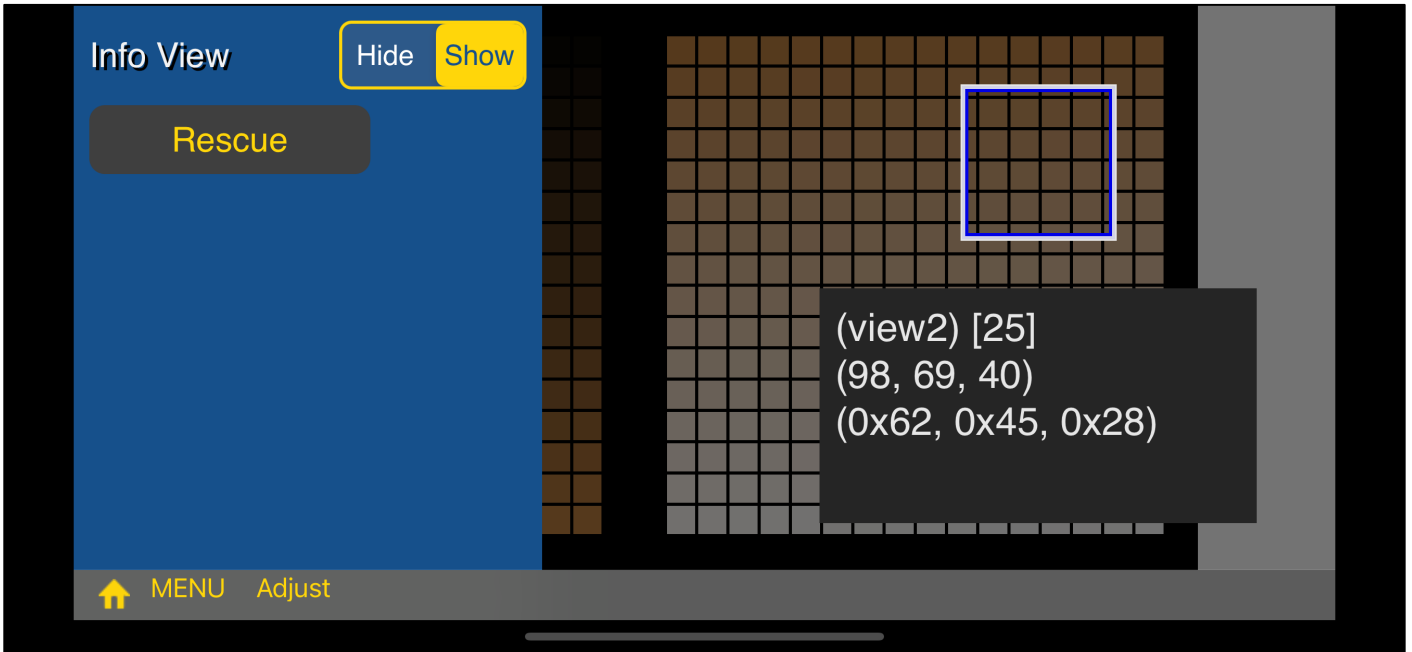 Info View
Hide Show
Rescue
(view2) [25]
(98, 69, 40)
(0x62, 0x45, 0x28)
MENU Adjust